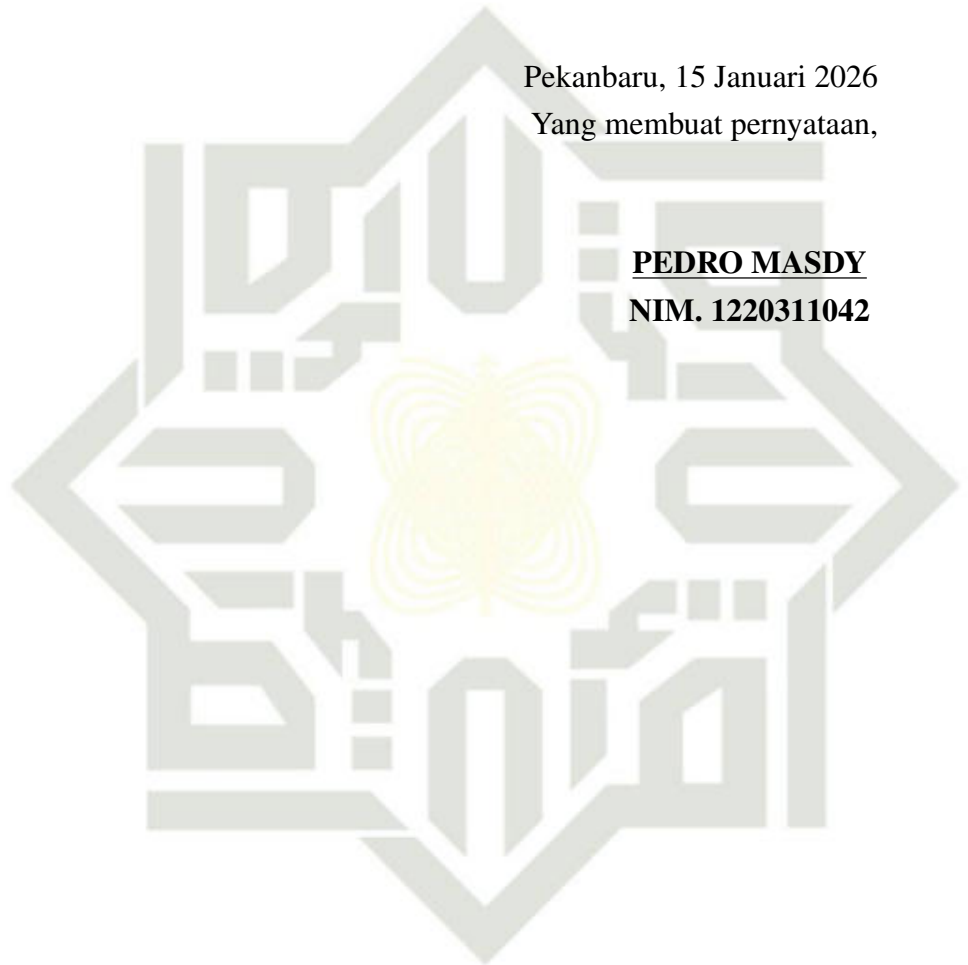 Pekanbaru, 15 Januari 2026
Yang membuat pernyataan,
PEDRO MASDY
NIM. 1220311042